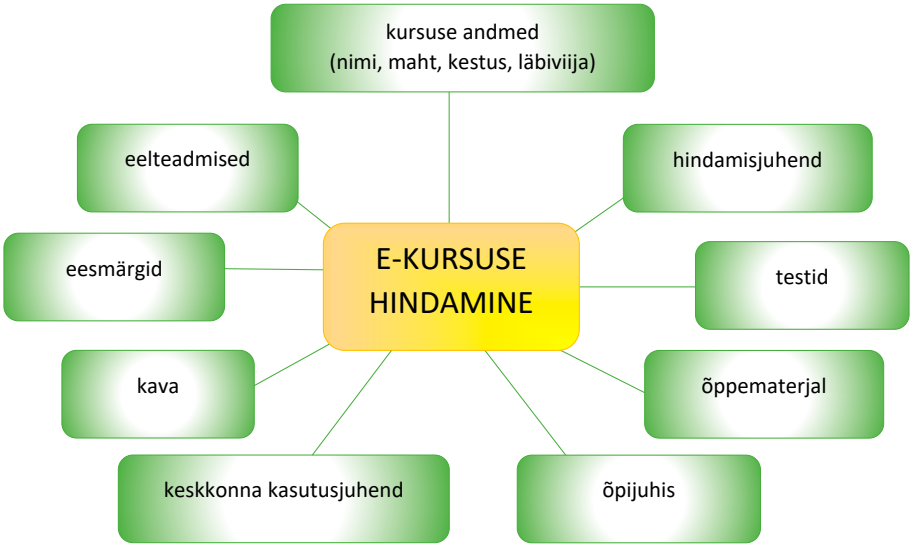 kursuse andmed
(nimi, maht, kestus, läbiviija)
eelteadmised
hindamisjuhend
E-KURSUSE
HINDAMINE
eesmärgid
testid
kava
õppematerjal
keskkonna kasutusjuhend
õpijuhis